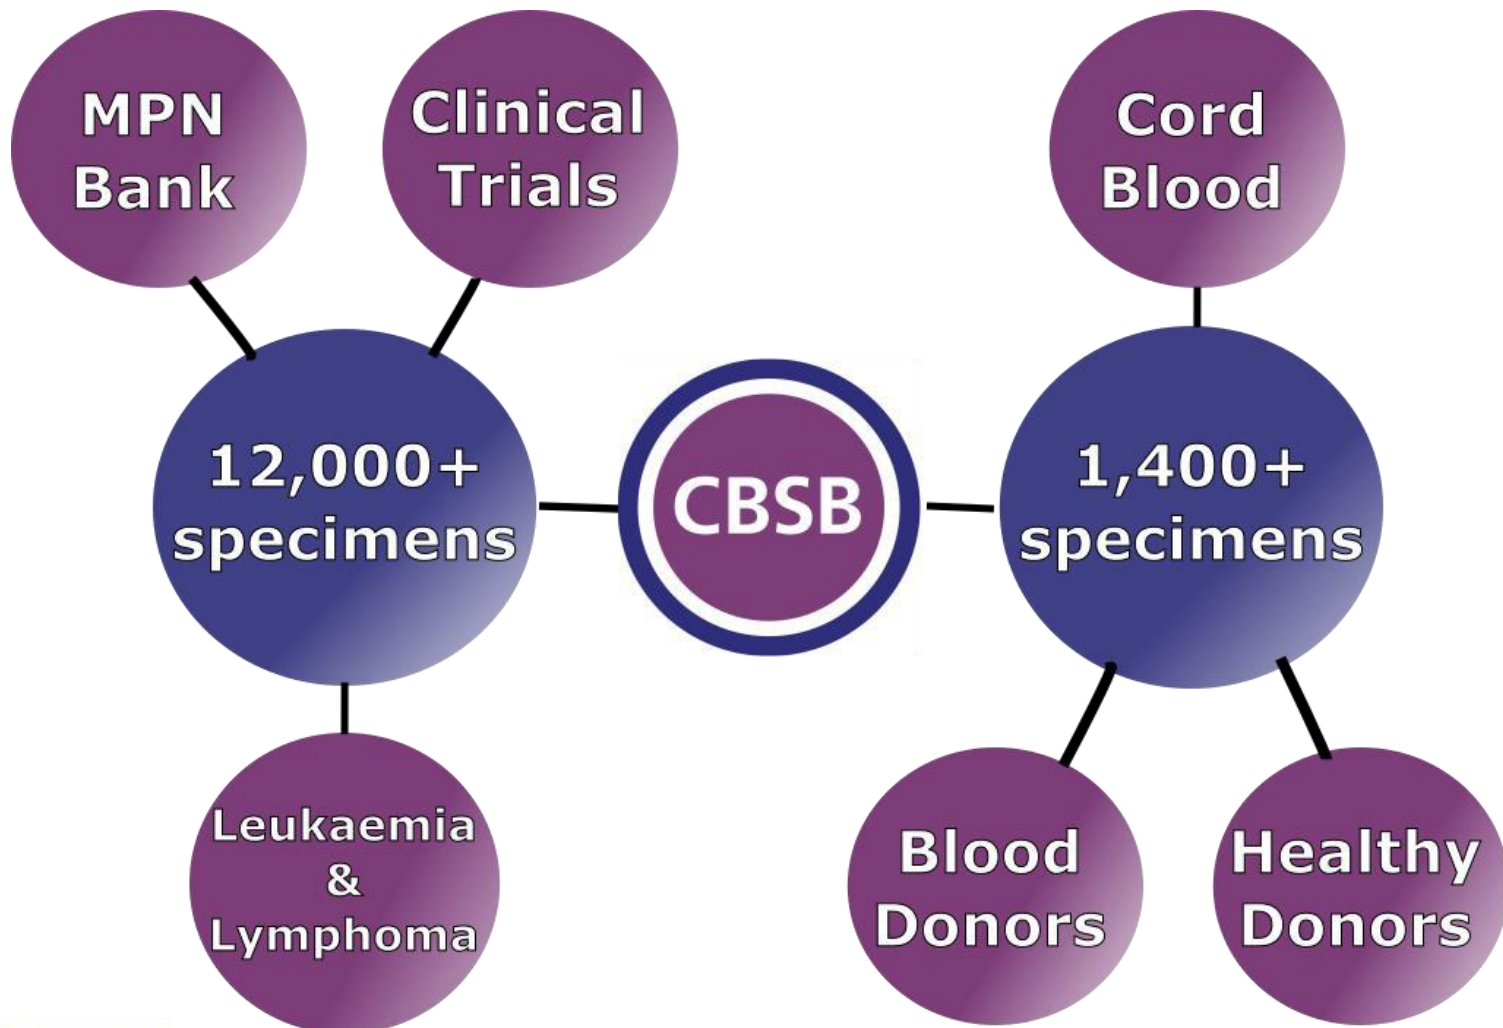 MPN
Bank
Clinical
Trials
Cord
Blood
12,000+
specimens
CBSB
1,400+
specimens
Leukaemia
&
Lymphoma
Blood
Donors
Healthy
Donors